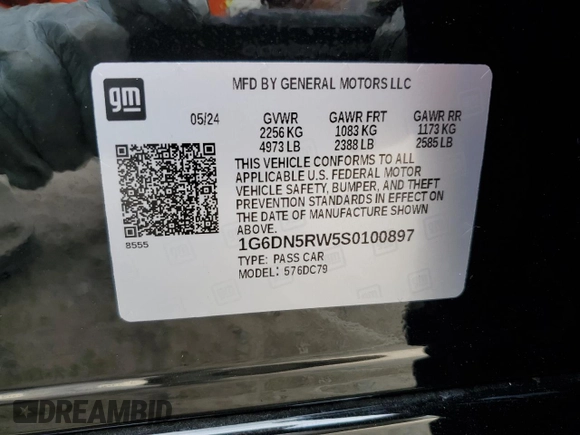 gm
MFD BY GENERAL MOTORS LLC
05/24 GVWR GAWR FRT GAWR RR
2256 KG 1083 KG 1173 KG
4973 LB 2388 LB 2585 LB
THIS VEHICLE CONFORMS TO ALL
APPLICABLE U.S. FEDERAL MOTOR
VEHICLE SAFETY, BUMPER, AND THEFT
PREVENTION STANDARDS IN EFFECT ON
THE DATE OF MANUFACTURE SHOWN
ABOVE.
8555
1G6DN5RW5S0100897
TYPE: PASS CAR
MODEL: 576DC79
DREAMBID